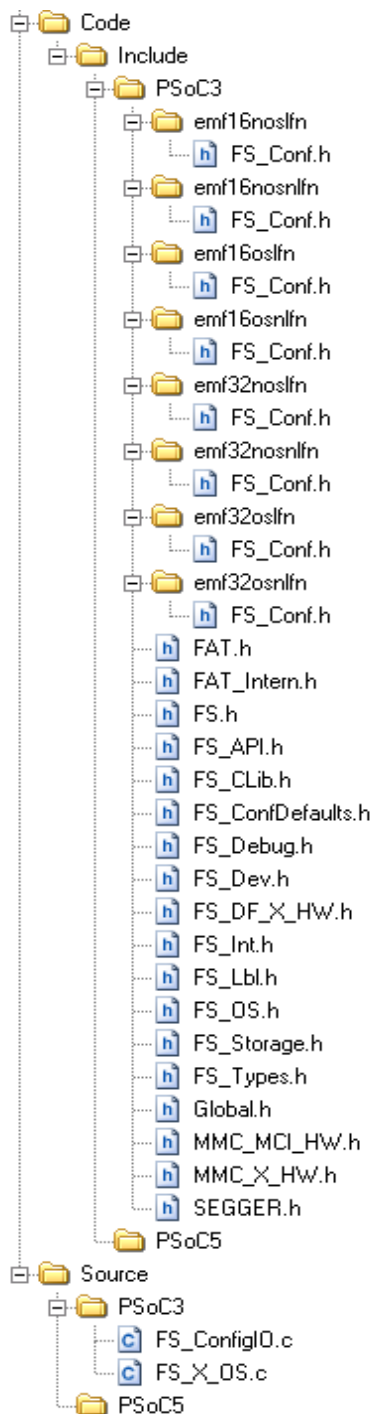 Code
Include
PSoC3
emf16noslfn
FS_Conf.h
emf16nosnlfn
FS_Conf.h
emf16oslfn
FS_Conf.h
emf16osnlfn
FS_Conf.h
emf32noslfn
FS_Conf.h
emf32nosnlfn
FS_Conf.h
emf32oslfn
FS_Conf.h
emf32osnlfn
FS_Conf.h
FAT.h
FAT_Intern.h
FS.h
FS_API.h
FS_CLib.h
FS_ConfDefaults.h
FS_Debug.h
FS_Dev.h
FS_DF_X_HW.h
FS_Int.h
FS_Lbl.h
FS_OS.h
FS_Storage.h
FS_Types.h
Global.h
MMC_MCI_HW.h
MMC_X_HW.h
SEGGER.h
PSoC5
Source
PSoC3
FS_ConfigIO.c
FS_X_OS.c
PSoC5